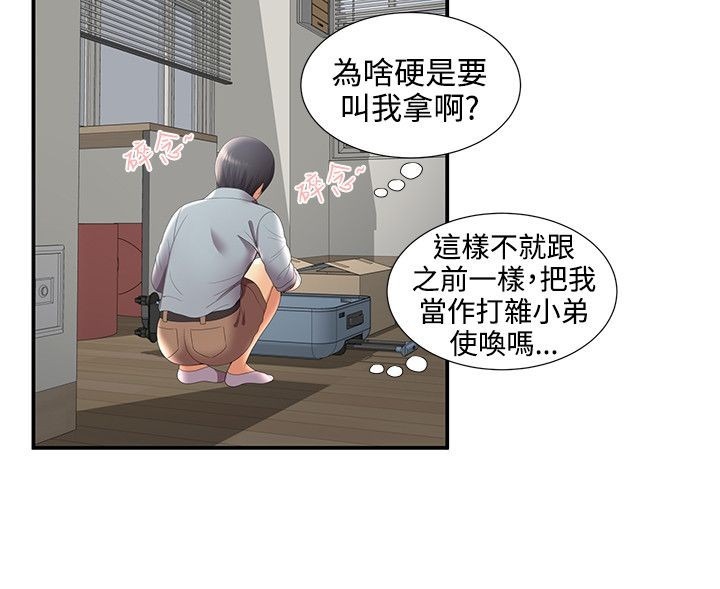 為啥硬是要
叫我拿啊?
碎念~
碎念~
這樣不就跟
之前一樣,把我
當作打雜小弟
使喚嗎...